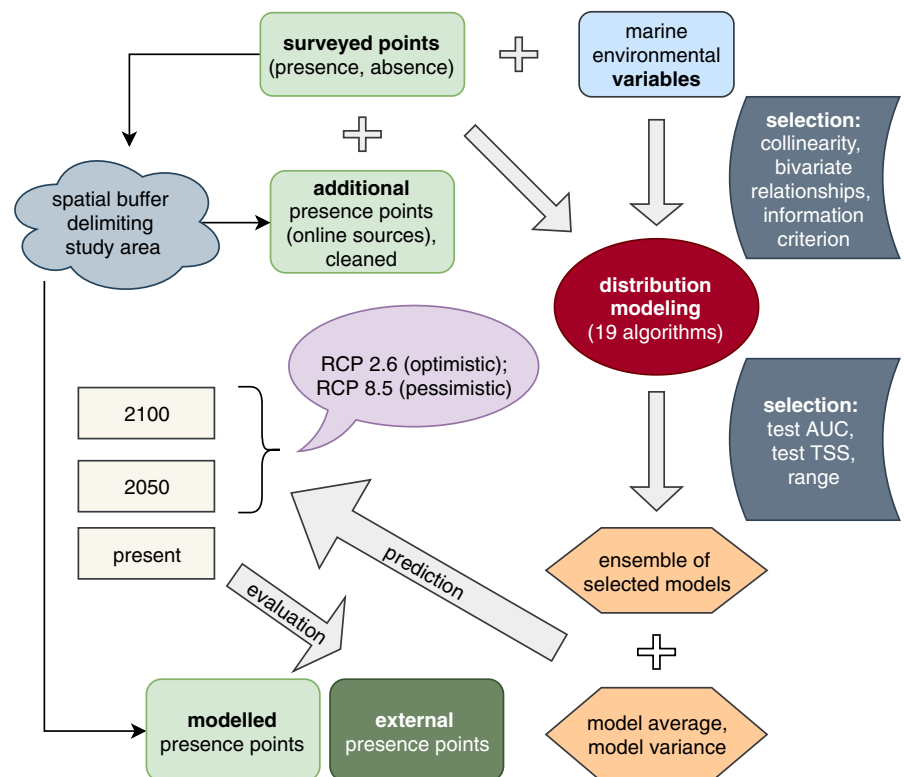 surveyed points
(presence, absence)
marine
environmental
variables
selection:
collinearity,
bivariate
relationships,
information
criterion
spatial buffer
delimiting
study area
additional
presence points
(online sources),
cleaned
distribution
modeling
(19 algorithms)
RCP 2.6 (optimistic);
RCP 8.5 (pessimistic)
selection:
test AUC,
test TSS,
range
2100
2050
present
prediction
evaluation
ensemble of
selected models
modelled
presence points
external
presence points
model average,
model variance